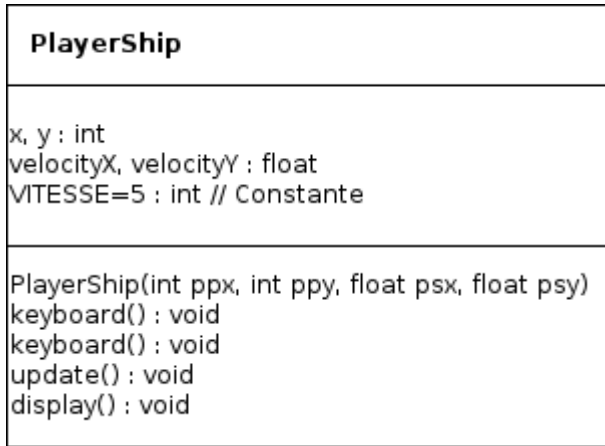 PlayerShip
x, y : int
velocityX, velocityY : float
VITESSE=5 : int // Constante
PlayerShip(int ppx, int ppy, float psx, float psy)
keyboard() : void
keyboard() : void
update() : void
display() : void